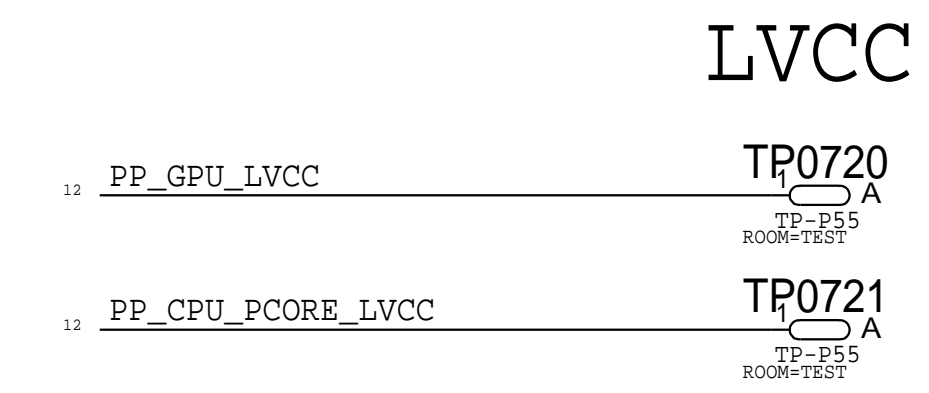 LVCC
TP0720
12 PP_GPU_LVCC 1 A
TP-P55
ROOM=TEST
TP0721
12 PP_CPU_PCORE_LVCC 1 A
TP-P55
ROOM=TEST